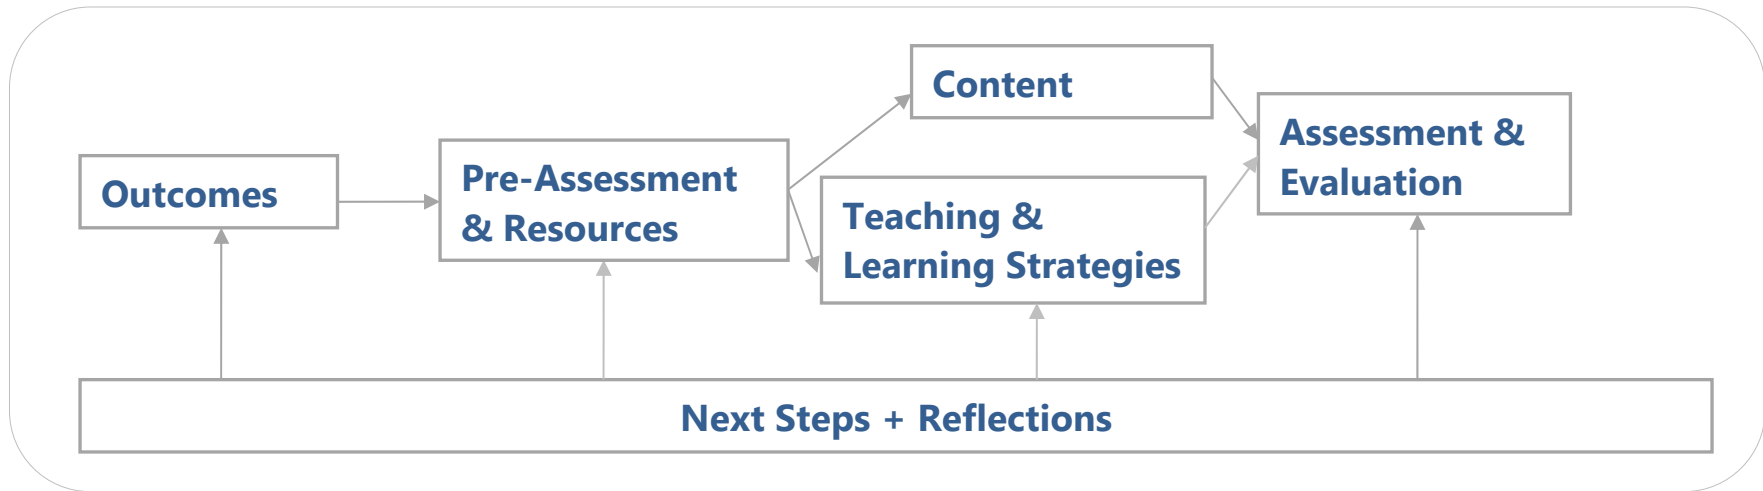 Outcomes
Pre-Assessment
& Resources
Content
Teaching &
Learning Strategies
Assessment &
Evaluation
Next Steps + Reflections